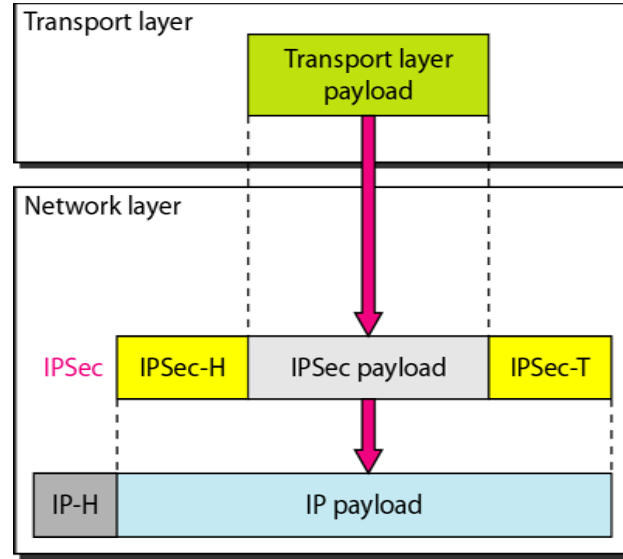 Transport layer
Transport layer
payload
Network layer
IPSec
IPSec-H
IPSec payload
IPSec-T
IP-H
IP payload